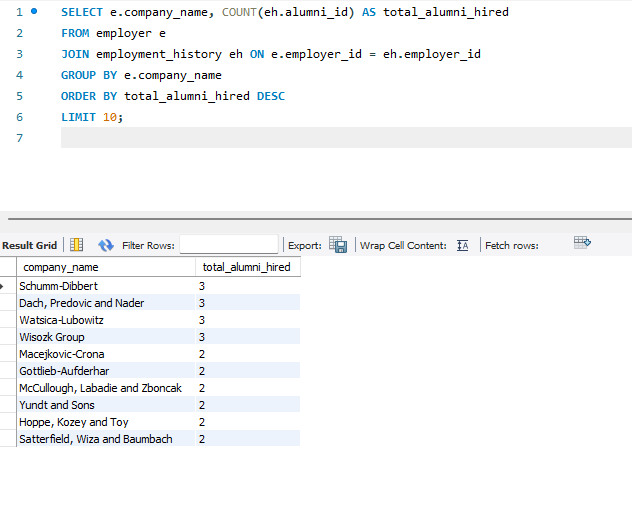 1 SELECT e.company_name, COUNT(eh.alumni_id) AS total_alumni_hired
2 FROM employer e
3 JOIN employment_history eh ON e.employer_id = eh.employer_id
4 GROUP BY e.company_name
5 ORDER BY total_alumni_hired DESC
6 LIMIT 10;
7
Result Grid Filter Rows: Export: Wrap Cell Content: Fetch rows:
company_name total_alumni_hired
Schumm-Dibbert 3
Dach, Predovic and Nader 3
Watsica-Lubowitz 3
Wisozk Group 3
Macejkovic-Crona 2
Gottlieb-Aufderhar 2
McCullough, Labadie and Zboncak 2
Yundt and Sons 2
Hoppe, Kozey and Toy 2
Satterfield, Wiza and Baumbach 2